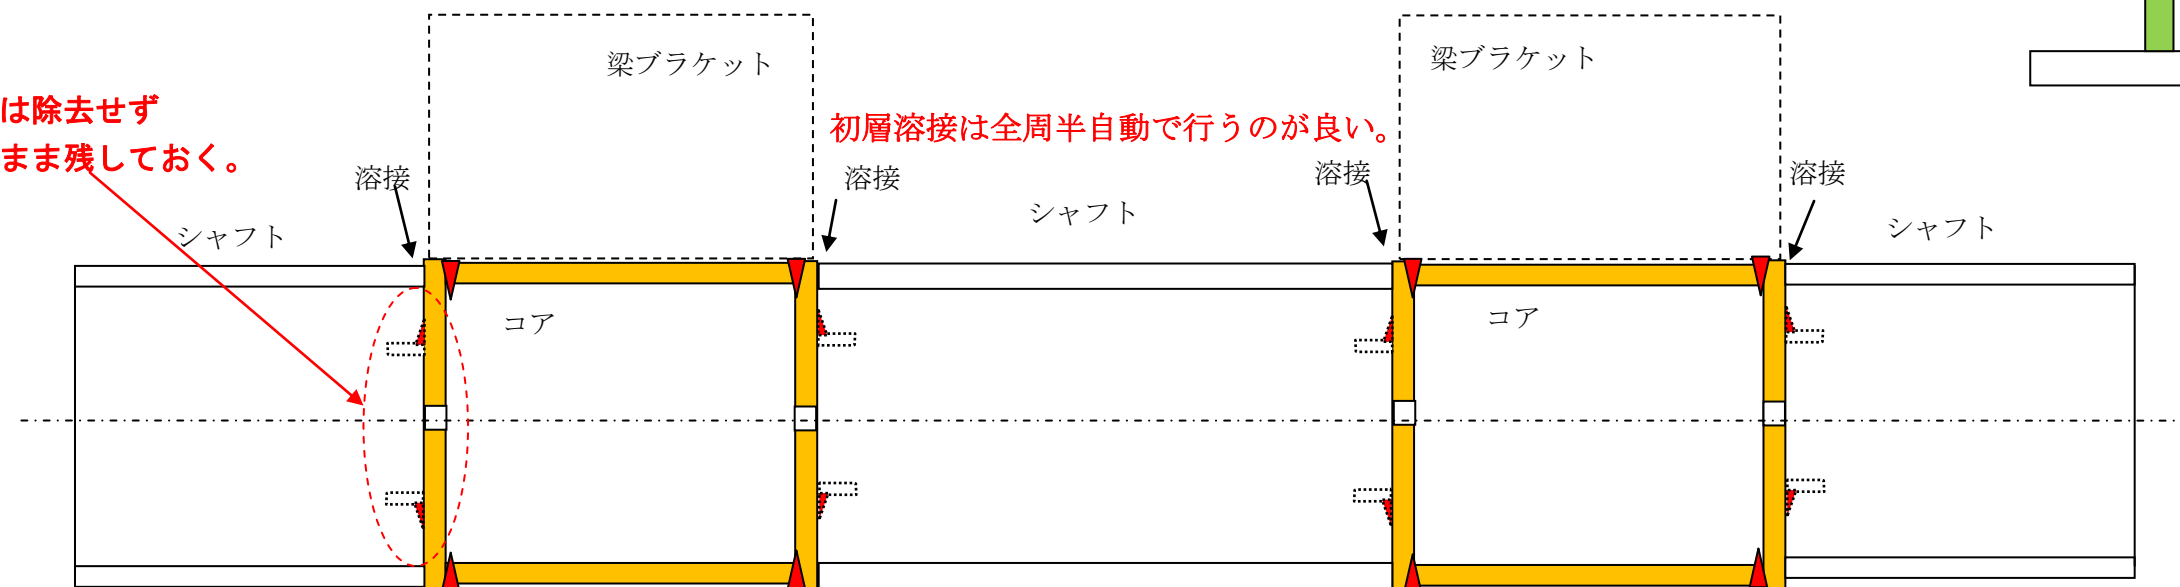 梁ブラケット
梁ブラケット
は除去せず
まま残しておく。
初層溶接は全周半自動で行うのが良い。
溶接
溶接
溶接
溶接
シャフト
シャフト
シャフト
コア
コア